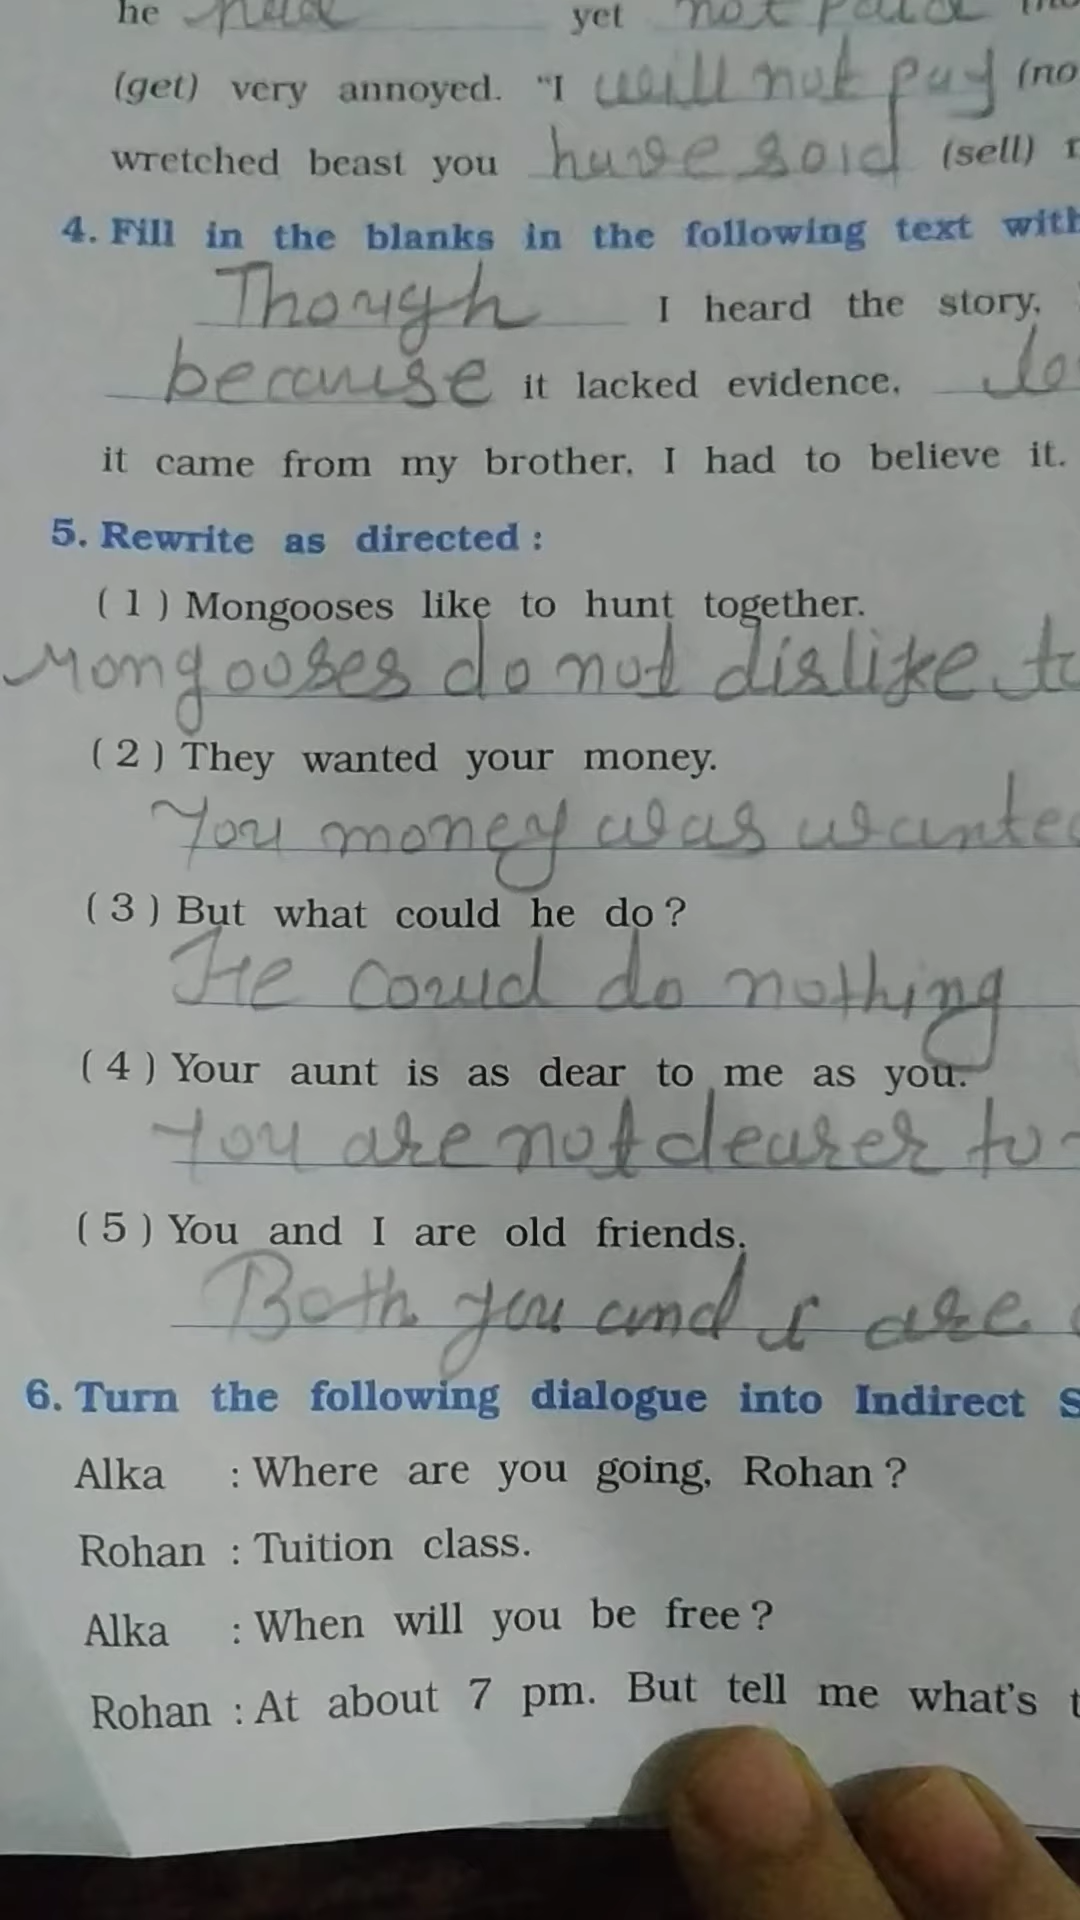 he had yet not paid
(get) very annoyed. "I will not pay (no
wretched beast you have sold (sell)
4. Fill in the blanks in the following text with
Though I heard the story,
because it lacked evidence,
it came from my brother, I had to believe it.
5. Rewrite as directed :
( 1 ) Mongooses like to hunt together.
Mongooses do not dislike to
( 2 ) They wanted your money.
You money was wanted
( 3 ) But what could he do ?
He could do nothing
( 4 ) Your aunt is as dear to me as you.
You are not dearer to
( 5 ) You and I are old friends.
Both you and I are
6. Turn the following dialogue into Indirect S
Alka : Where are you going, Rohan ?
Rohan : Tuition class.
Alka : When will you be free ?
Rohan : At about 7 pm. But tell me what's t